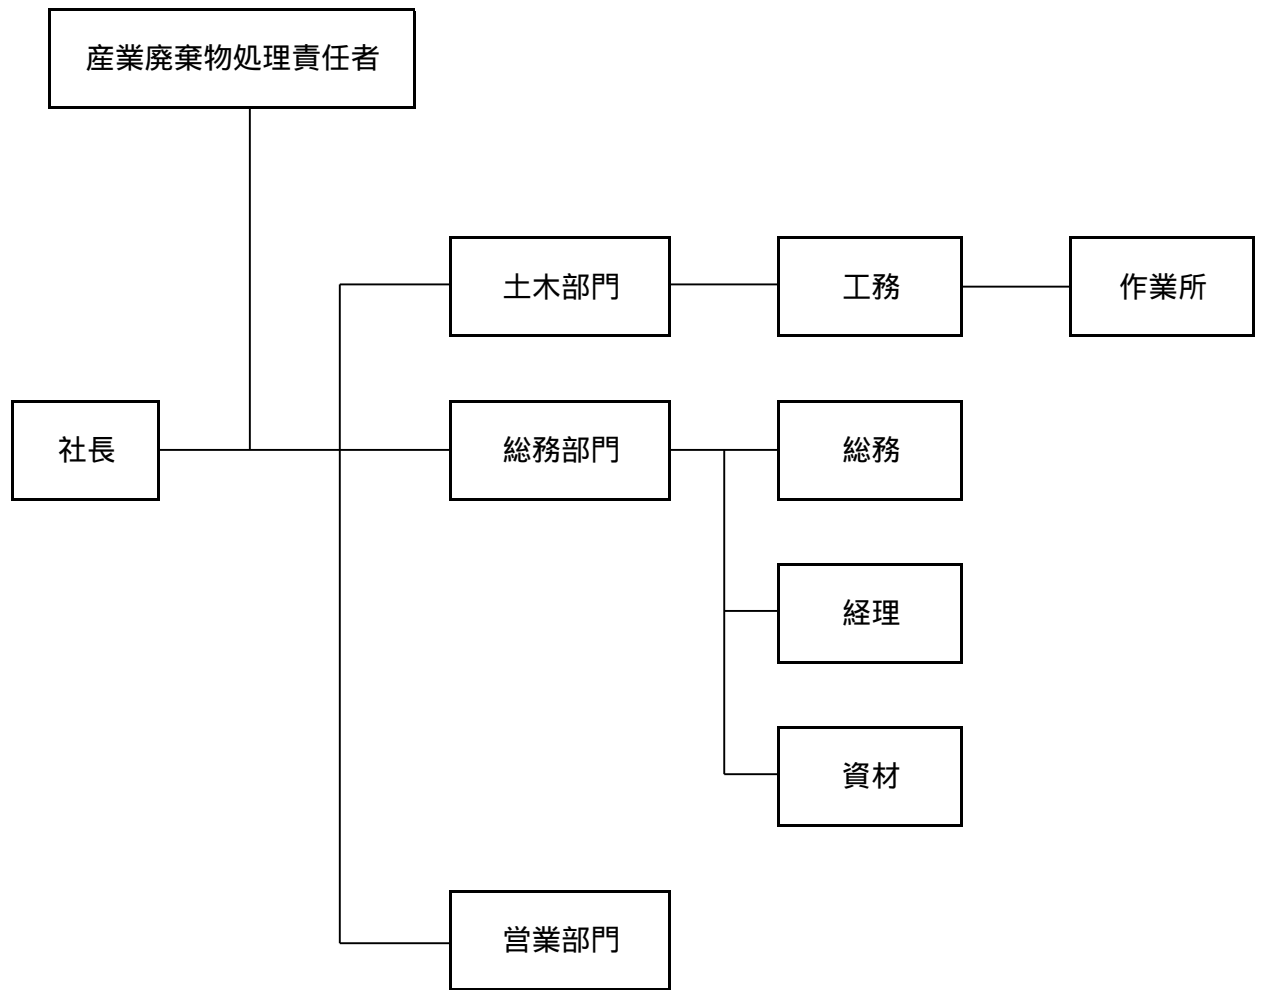 産業廃棄物処理責任者
土木部門
工務
作業所
社長
総務部門
総務
経理
資材
営業部門